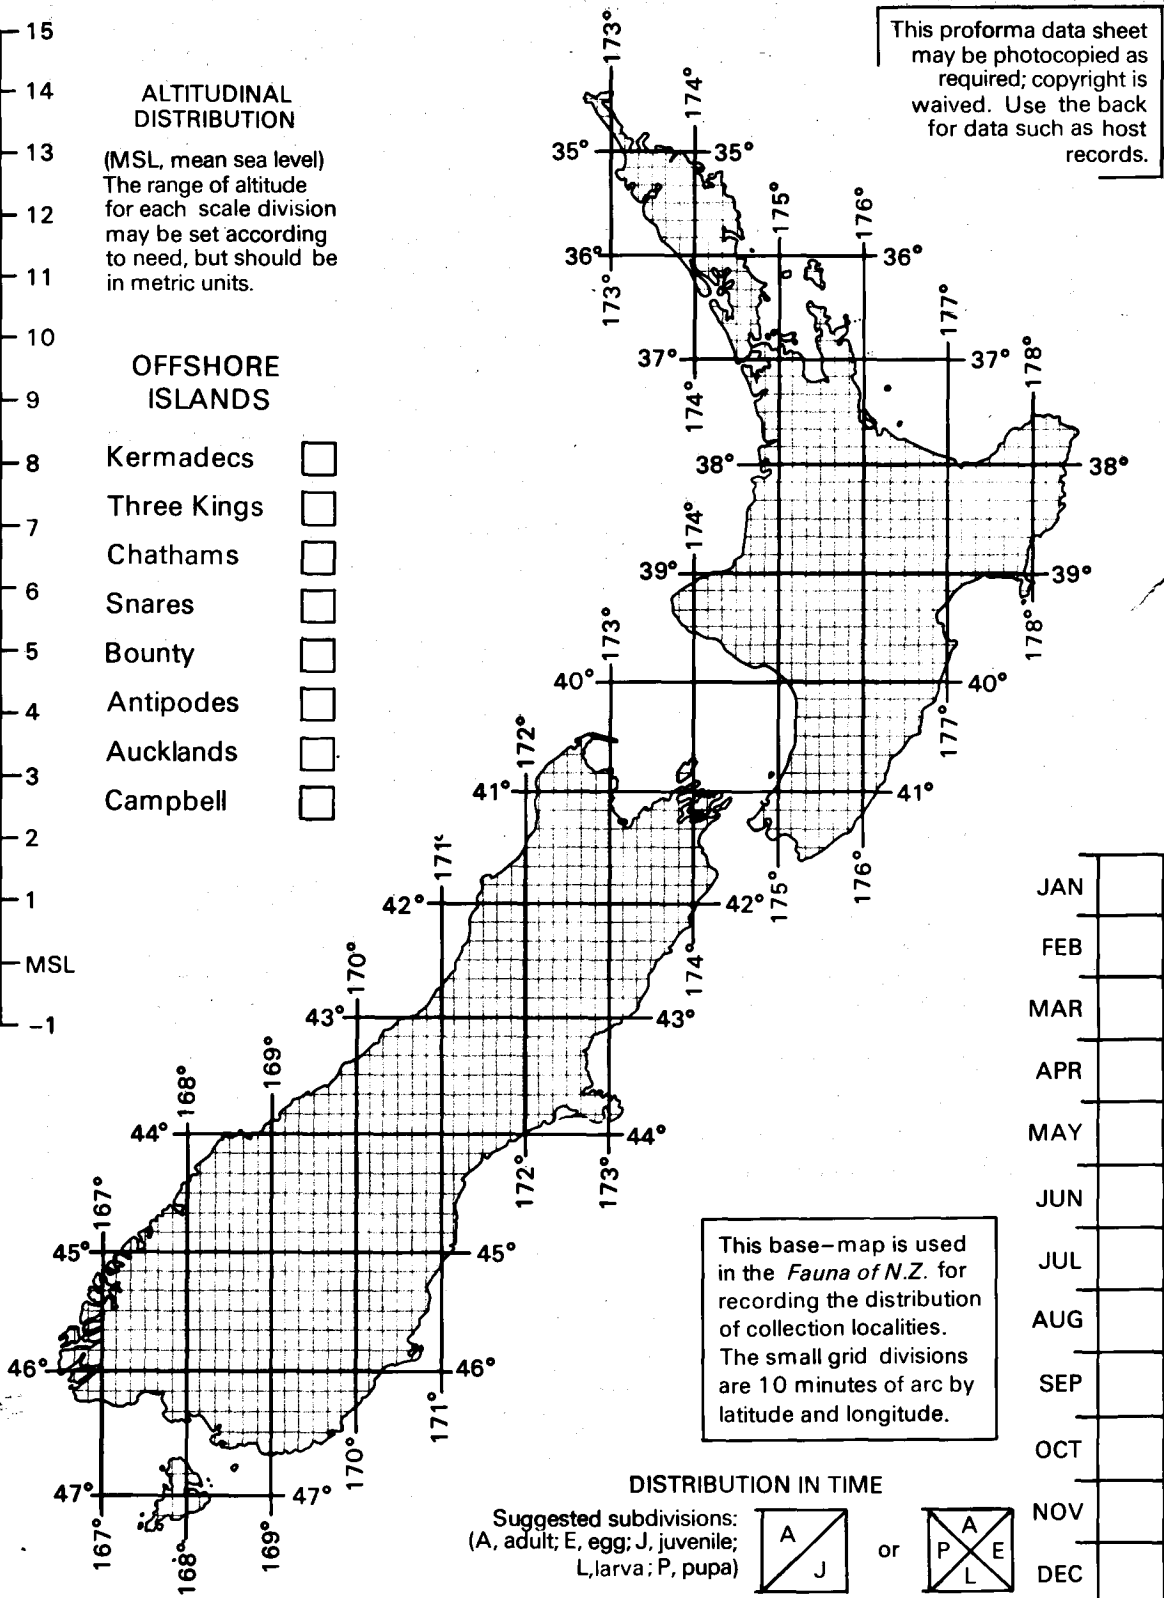 15
14
13
12
11
10
9
8
7
6
5
4
3
2
1
MSL
-1
ALTITUDINAL
DISTRIBUTION
(MSL, mean sea level)
The range of altitude
for each scale division
may be set according
to need, but should be
in metric units.
OFFSHORE
ISLANDS
Kermadecs
Three Kings
Chathams
Snares
Bounty
Antipodes
Aucklands
Campbell
This proforma data sheet
may be photocopied as
required; copyright is
waived. Use the back
for data such as host
records.
173°
174°
35°
35°
175°
176°
36°
36°
173°
177°
37°
37°
178°
174°
38°
38°
174°
39°
39°
173°
178°
40°
40°
172°
177°
41°
41°
171°
175°
176°
42°
42°
170°
174°
43°
43°
169°
168°
44°
44°
172°
173°
167°
45°
45°
46°
46°
171°
170°
47°
47°
167°
168°
169°
This base-map is used
in the Fauna of N.Z. for
recording the distribution
of collection localities.
The small grid divisions
are 10 minutes of arc by
latitude and longitude.
DISTRIBUTION IN TIME
Suggested subdivisions:
(A, adult; E, egg; J, juvenile;
L, larva; P, pupa)
A
J
or
A
P E
L
JAN
FEB
MAR
APR
MAY
JUN
JUL
AUG
SEP
OCT
NOV
DEC